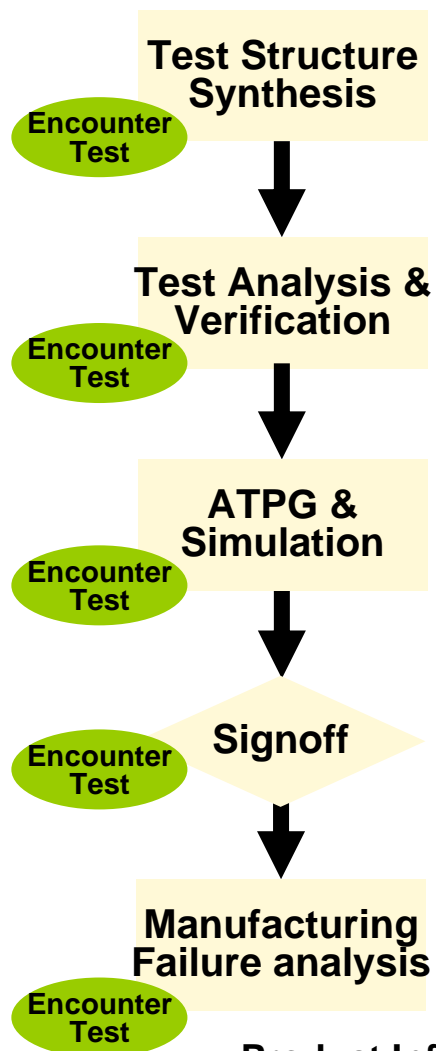 Test Structure
Synthesis
Encounter
Test
Test Analysis &
Verification
Encounter
Test
ATPG &
Simulation
Encounter
Test
Signoff
Encounter
Test
Manufacturing
Failure analysis
Encounter
Test